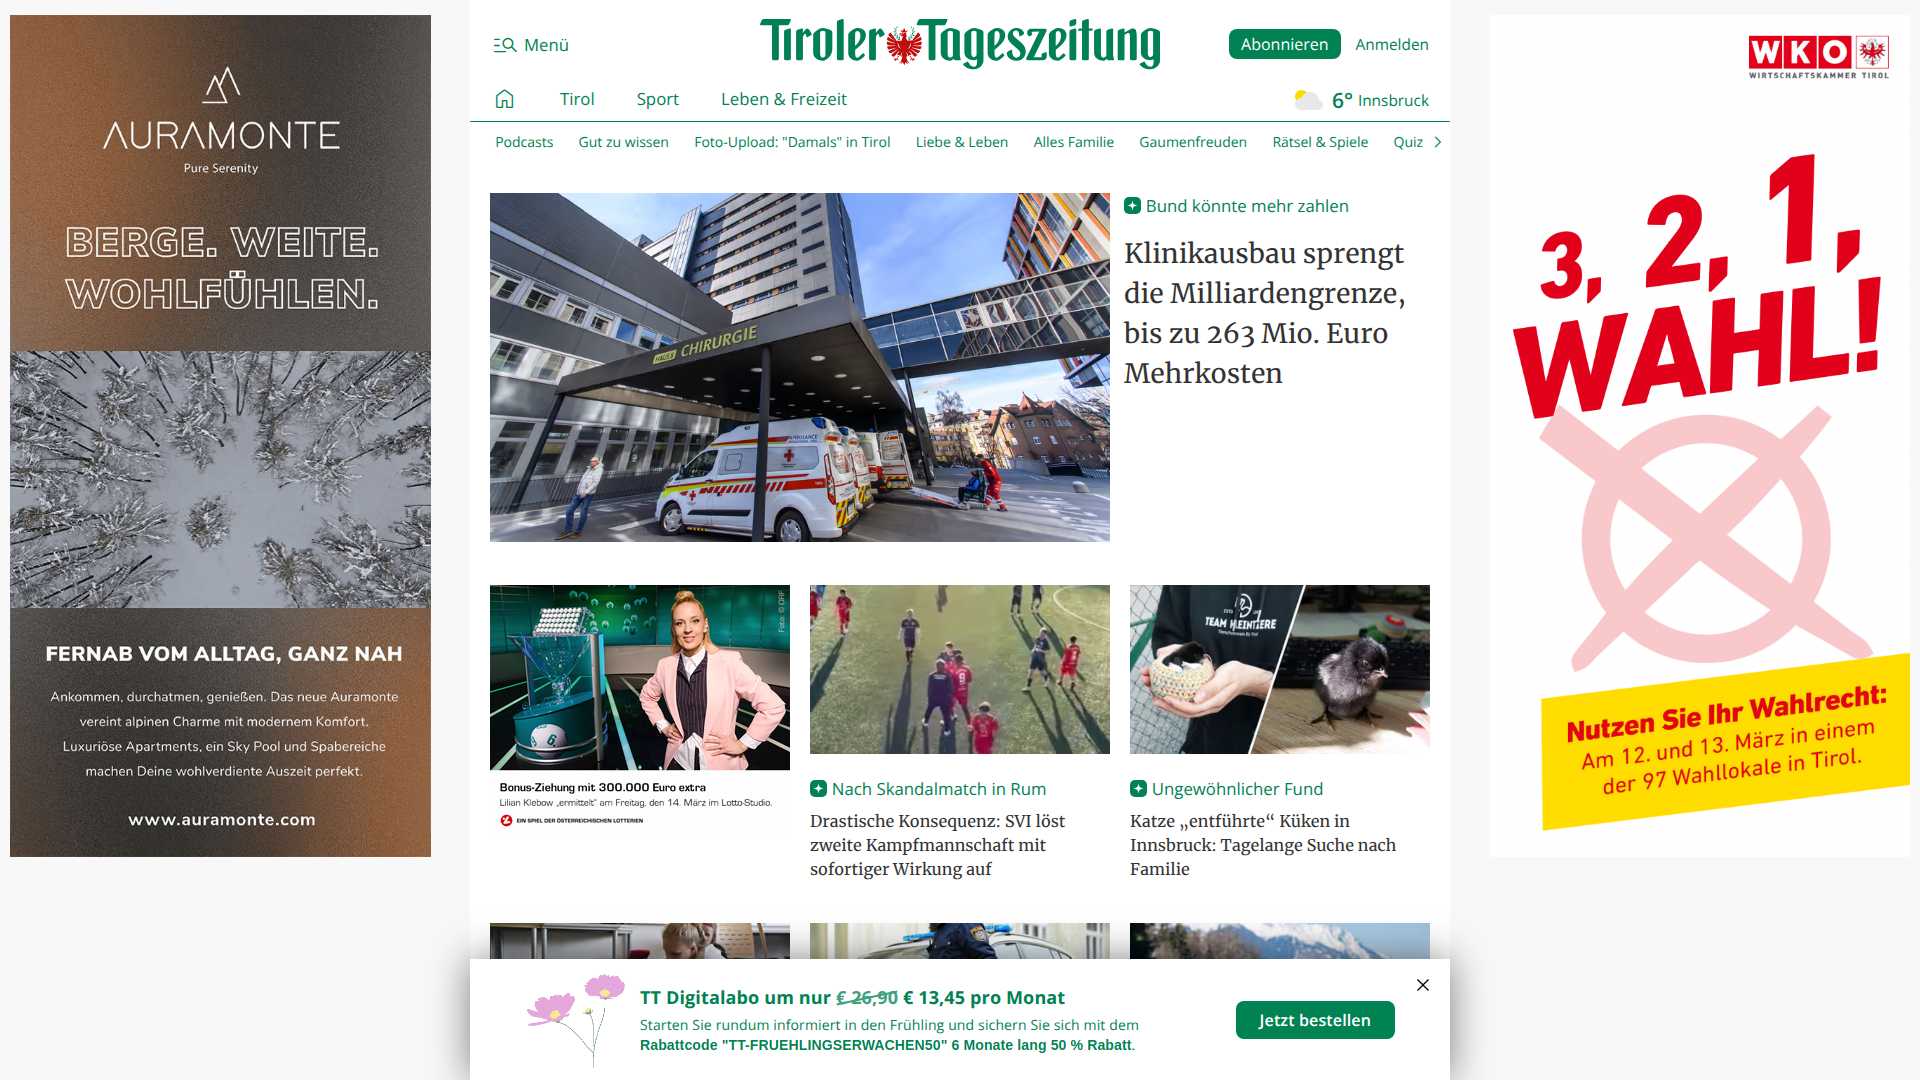 AURAMONTE
Pure Serenity
BERGE. WEITE.
WOHLFÜHLEN.
FERNAB VOM ALLTAG, GANZ NAH
Ankommen, durchatmen, genießen. Das neue Auramonte
vereint alpinen Charme mit modernem Komfort.
Luxuriöse Apartments, ein Sky Pool und Spabereiche
machen Deine wohlverdiente Auszeit perfekt.
www.auramonte.com
Menü
Tiroler Tageszeitung
Abonnieren
Anmelden
Tirol
Sport
Leben & Freizeit
6° Innsbruck
Podcasts
Gut zu wissen
Foto-Upload: "Damals" in Tirol
Liebe & Leben
Alles Familie
Gaumenfreuden
Rätsel & Spiele
Quiz
CHIRURGIE
AMBULANCE
Bund könnte mehr zahlen
Klinikausbau sprengt
die Milliardengrenze,
bis zu 263 Mio. Euro
Mehrkosten
Foto: © ORF
6
Bonus-Ziehung mit 300.000 Euro extra
Lilian Klebow „ermittelt“ am Freitag, den 14. März im Lotto-Studio.
EIN SPIEL DER ÖSTERREICHISCHEN LOTTERIEN
Nach Skandalmatch in Rum
Drastische Konsequenz: SVI löst
zweite Kampfmannschaft mit
sofortiger Wirkung auf
TEAM KLEINTIERE
Ungewöhnlicher Fund
Katze „entführte“ Küken in
Innsbruck: Tagelange Suche nach
Familie
TT Digitalabo um nur € 26,90 € 13,45 pro Monat
Starten Sie rundum informiert in den Frühling und sichern Sie sich mit dem
Rabattcode "TT-FRUEHLINGSERWACHEN50" 6 Monate lang 50 % Rabatt.
Jetzt bestellen
WKO
WIRTSCHAFTSKAMMER TIROL
3, 2, 1,
WAHL!
Nutzen Sie Ihr Wahlrecht:
Am 12. und 13. März in einem
der 97 Wahllokale in Tirol.